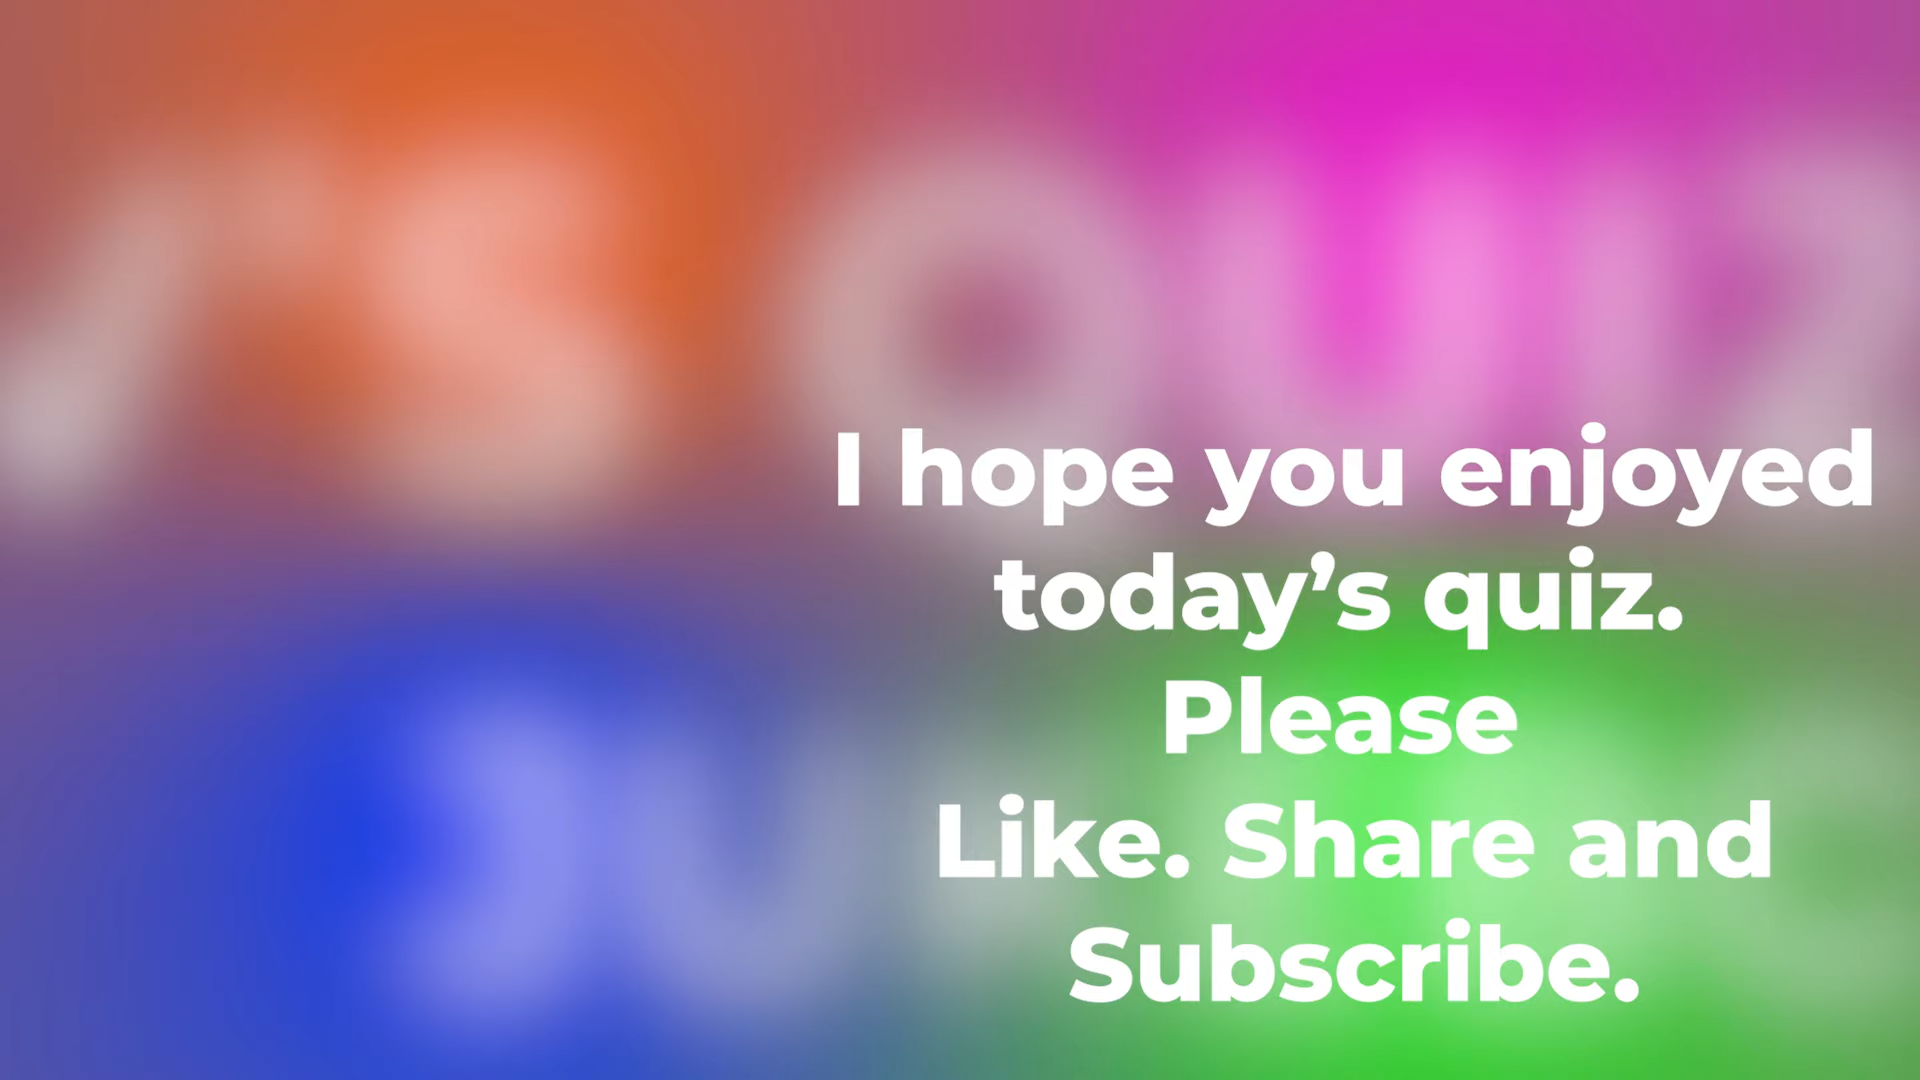 I hope you enjoyed
today’s quiz.
Please
Like. Share and
Subscribe.